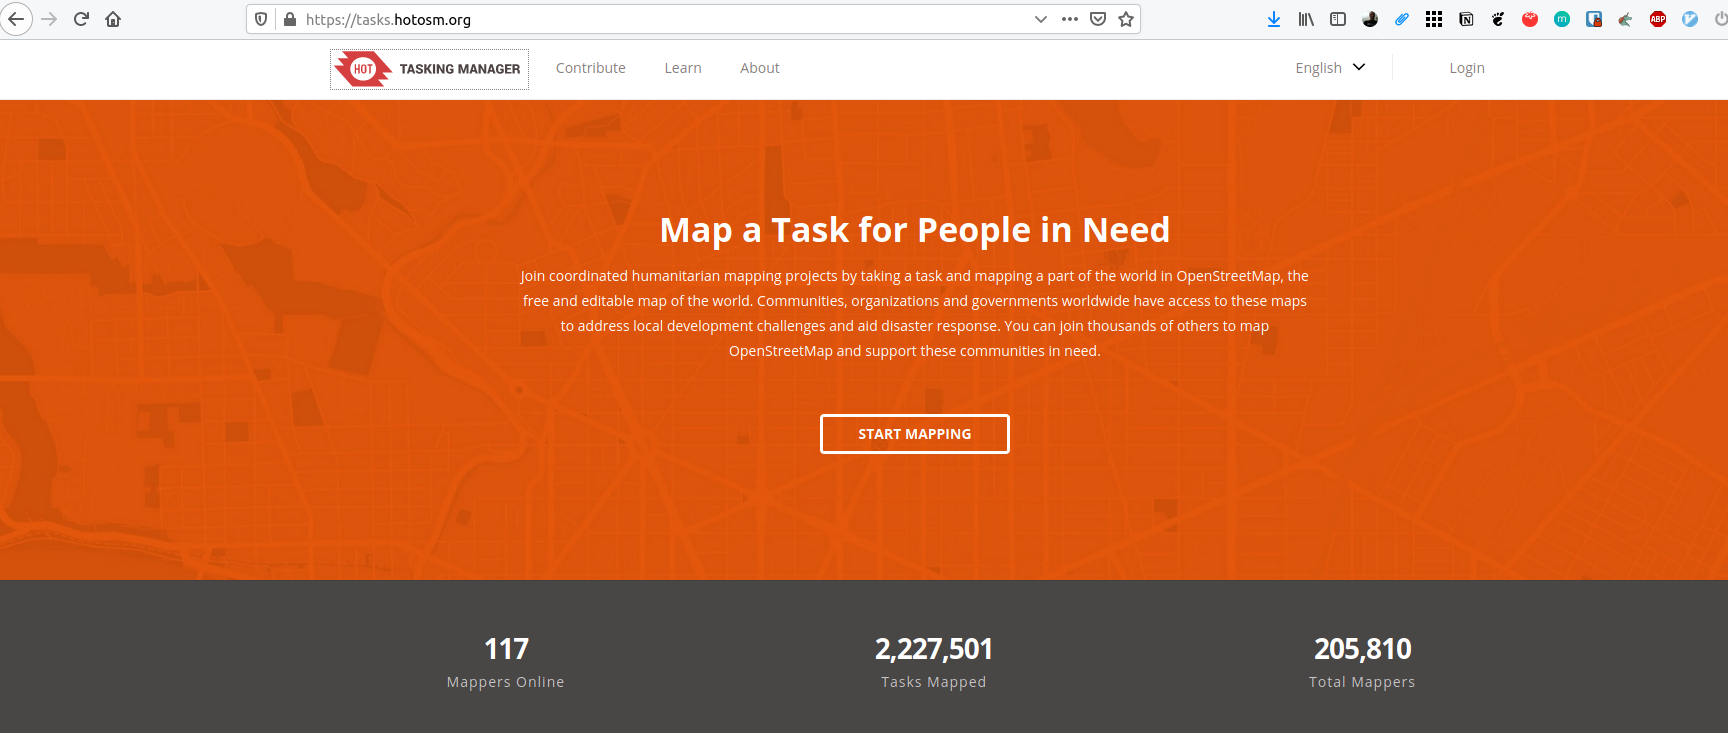 https://tasks.hotosm.org
HOT TASKING MANAGER Contribute Learn About English Login
Map a Task for People in Need
Join coordinated humanitarian mapping projects by taking a task and mapping a part of the world in OpenStreetMap, the
free and editable map of the world. Communities, organizations and governments worldwide have access to these maps
to address local development challenges and aid disaster response. You can join thousands of others to map
OpenStreetMap and support these communities in need.
START MAPPING
117 2,227,501 205,810
Mappers Online Tasks Mapped Total Mappers